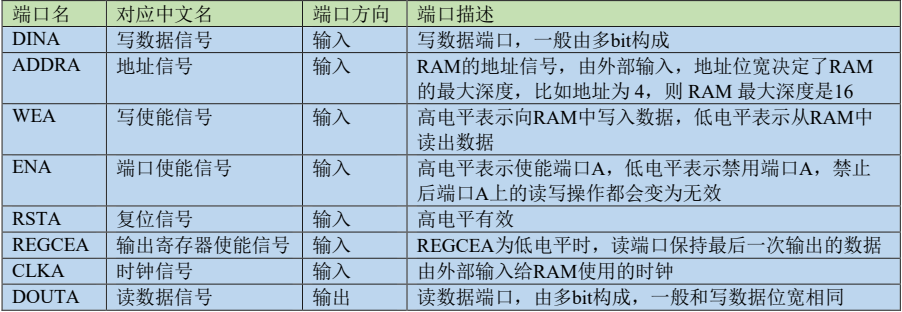 端口名 对应中文名 端口方向 端口描述
DINA 写数据信号 输入 写数据端口，一般由多bit构成
ADDRA 地址信号 输入 RAM的地址信号，由外部输入，地址位宽决定了RAM
的最大深度，比如地址为 4，则 RAM 最大深度是16
WEA 写使能信号 输入 高电平表示向RAM中写入数据，低电平表示从RAM中
读出数据
ENA 端口使能信号 输入 高电平表示使能端口A，低电平表示禁用端口A，禁止
后端口A上的读写操作都会变为无效
RSTA 复位信号 输入 高电平有效
REGCEA 输出寄存器使能信号 输入 REGCEA为低电平时，读端口保持最后一次输出的数据
CLKA 时钟信号 输入 由外部输入给RAM使用的时钟
DOUTA 读数据信号 输出 读数据端口，由多bit构成，一般和写数据位宽相同